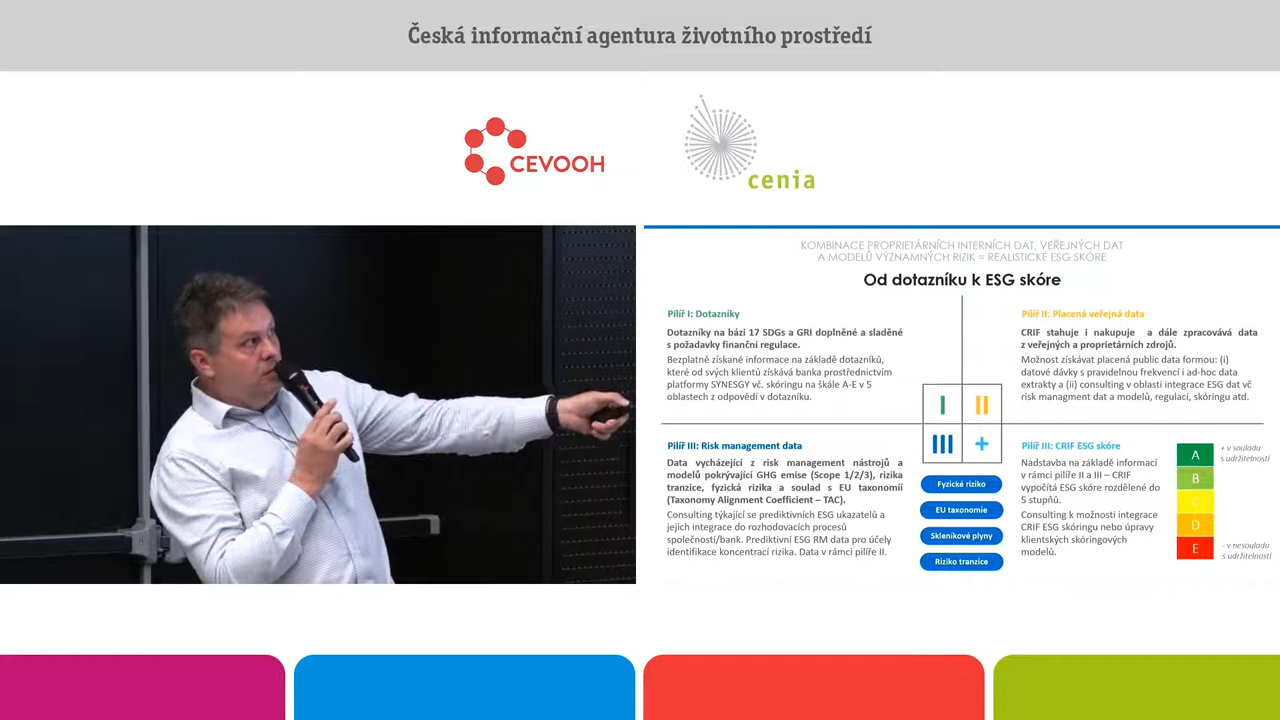 Česká informační agentura životního prostředí
CEVOOH
cenia
KOMBINACE PROPRIETÁRNÍCH INTERNÍCH DAT, VEŘEJNÝCH DAT
A MODELŮ VÝZNAMNÝCH RIZIK = REALISTICKÉ ESG SKÓRE
Od dotazníku k ESG skóre
Pilíř I: Dotazníky
Dotazníky na bázi 17 SDGs a GRI doplněné a sladěné
s požadavky finanční regulace.
Bezplatně získané informace na základě dotazníků,
které od svých klientů získává banka prostřednictvím
platformy SYNESGY vč. skóringu na škále A-E v 5
oblastech z odpovědí v dotazníku.
Pilíř II: Placená veřejná data
CRIF stahuje i nakupuje a dále zpracovává data
z veřejných a proprietárních zdrojů.
Možnost získávat placená public data formou: (i)
datové dávky s pravidelnou frekvencí i ad-hoc data
extrakty a (ii) consulting v oblasti integrace ESG dat vč
risk managment dat a modelů, regulací, skóringu atd.
I II
III +
Pilíř III: Risk management data
Data vycházející z risk management nástrojů a
modelů pokrývající GHG emise (Scope 1/2/3), rizika
tranzice, fyzická rizika a soulad s EU taxonomíí
(Taxonomy Alignment Coefficient – TAC).
Consulting týkající se prediktivních ESG ukazatelů a
jejich integrace do rozhodovacích procesů
společností/bank. Prediktivní ESG RM data pro účely
identifikace koncentrací rizika. Data v rámci pilíře II.
Fyzické riziko
EU taxonomie
Skleníkové plyny
Riziko tranzice
Pilíř III: CRIF ESG skóre
Nadstavba na základě informací
v rámci pilíře II a III – CRIF
vypočítá ESG skóre rozdělené do
5 stupňů.
Consulting k možnosti integrace
CRIF ESG skóringu nebo úpravy
klientských skóringových
modelů.
A
B
C
D
E
+ v souladu
s udržitelností
- v nesouladu
s udržitelností